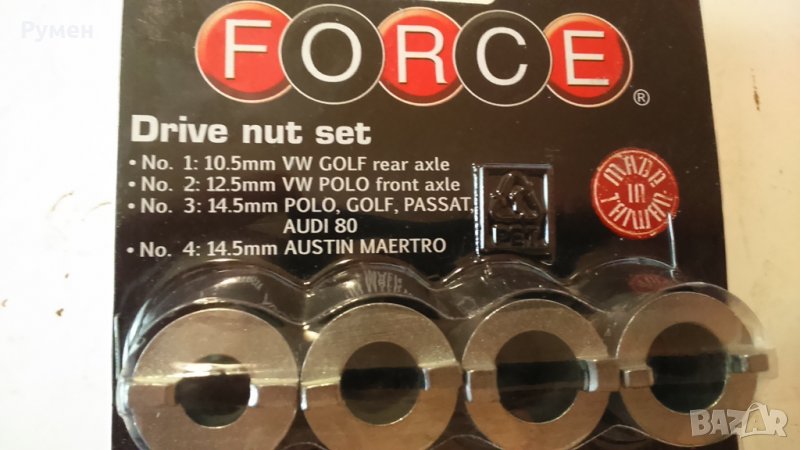 Румен
FORCE®
Drive nut set
• No. 1: 10.5mm VW GOLF rear axle
• No. 2: 12.5mm VW POLO front axle
• No. 3: 14.5mm POLO, GOLF, PASSAT,
AUDI 80
• No. 4: 14.5mm AUSTIN MAERTRO
MADE
IN
TAIWAN
BAZAR